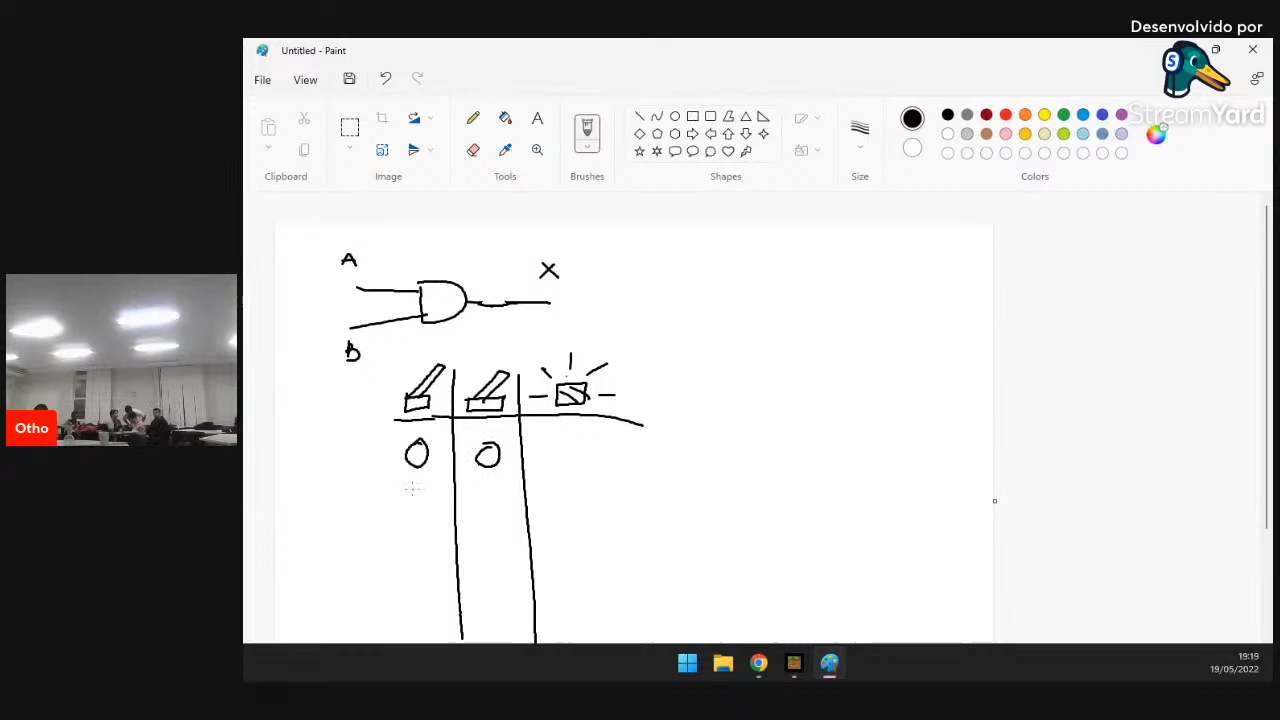 Desenvolvido por
StreamYard
Untitled - Paint
File View
Clipboard Image Tools Brushes Shapes Size Colors
A
X
B
0 0
Otho
19:19
19/05/2022